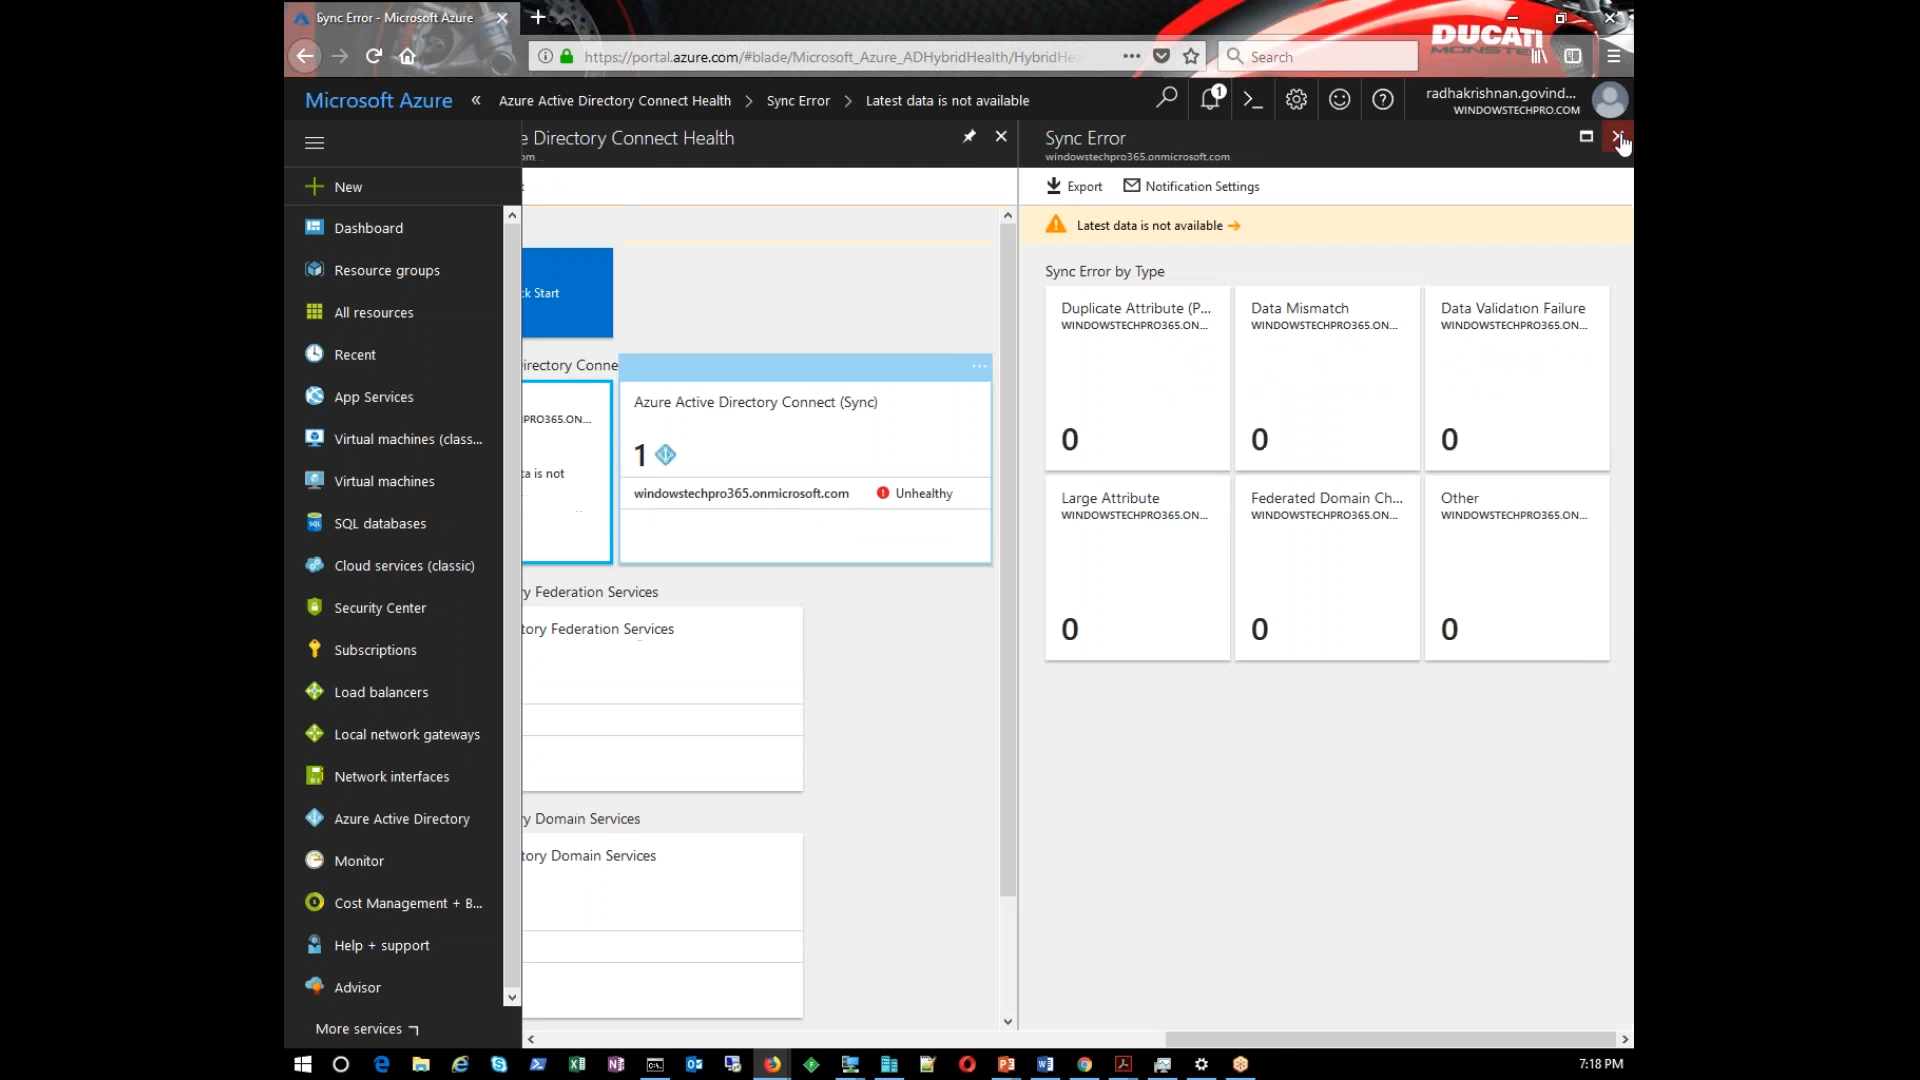 Sync Error - Microsoft Azure
DUCATI
MONSTER
https://portal.azure.com/#blade/Microsoft_Azure_ADHybridHealth/HybridHea
Search
Microsoft Azure
Azure Active Directory Connect Health
Sync Error
Latest data is not available
1
radhakrishnan.govind...
WINDOWSTECHPRO.COM
New
Dashboard
Resource groups
All resources
Recent
App Services
Virtual machines (class...
Virtual machines
SQL databases
Cloud services (classic)
Security Center
Subscriptions
Load balancers
Local network gateways
Network interfaces
Azure Active Directory
Monitor
Cost Management + B...
Help + support
Advisor
More services
e Directory Connect Health
om
ck Start
irectory Conne
PRO365.ON...
ta is not
Azure Active Directory Connect (Sync)
1
windowstechpro365.onmicrosoft.com Unhealthy
y Federation Services
tory Federation Services
y Domain Services
tory Domain Services
Sync Error
windowstechpro365.onmicrosoft.com
Export
Notification Settings
Latest data is not available
Sync Error by Type
Duplicate Attribute (P...
WINDOWSTECHPRO365.ON...
0
Data Mismatch
WINDOWSTECHPRO365.ON...
0
Data Validation Failure
WINDOWSTECHPRO365.ON...
0
Large Attribute
WINDOWSTECHPRO365.ON...
0
Federated Domain Ch...
WINDOWSTECHPRO365.ON...
0
Other
WINDOWSTECHPRO365.ON...
0
7:18 PM